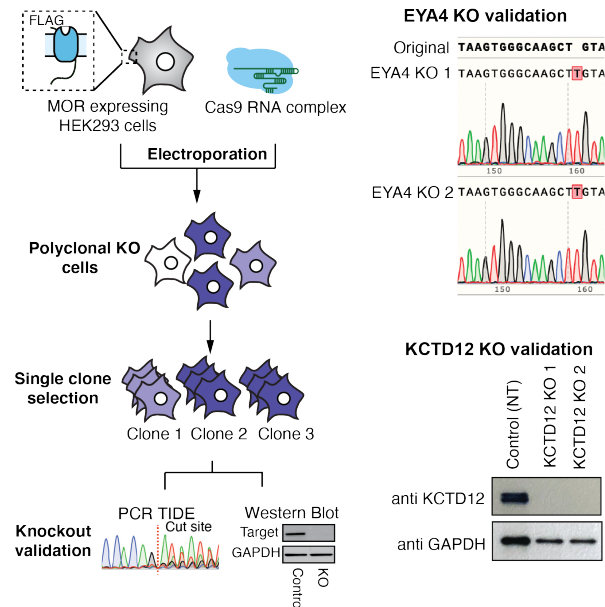 FLAG
MOR expressing
HEK293 cells
Cas9 RNA complex
Electroporation
Polyclonal KO
cells
Single clone
selection
Clone 1
Clone 2
Clone 3
Knockout
validation
PCR TIDE
Cut site
Western Blot
Target
GAPDH
Contrc
KO
EYA4 KO validation
Original TAAGTGGGCAAGCT GTA
EYA4 KO 1 TAAGTGGGCAAGCTTGTA
150 160
EYA4 KO 2 TAAGTGGGCAAGCTTGTA
150 160
KCTD12 KO validation
Control (NT)
KCTD12 KO 1
KCTD12 KO 2
anti KCTD12
anti GAPDH